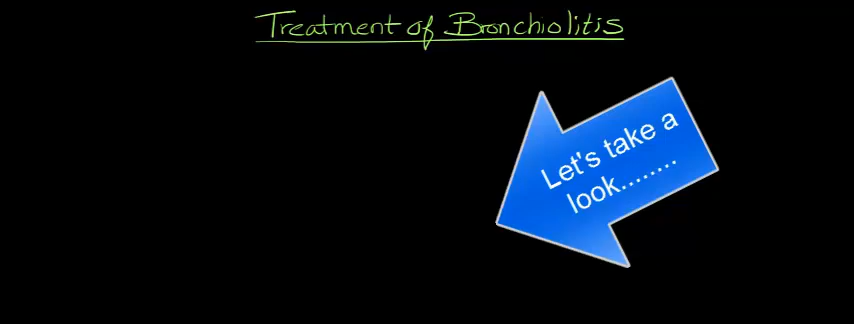 Treatment of Bronchiolitis
Let's take a
look........